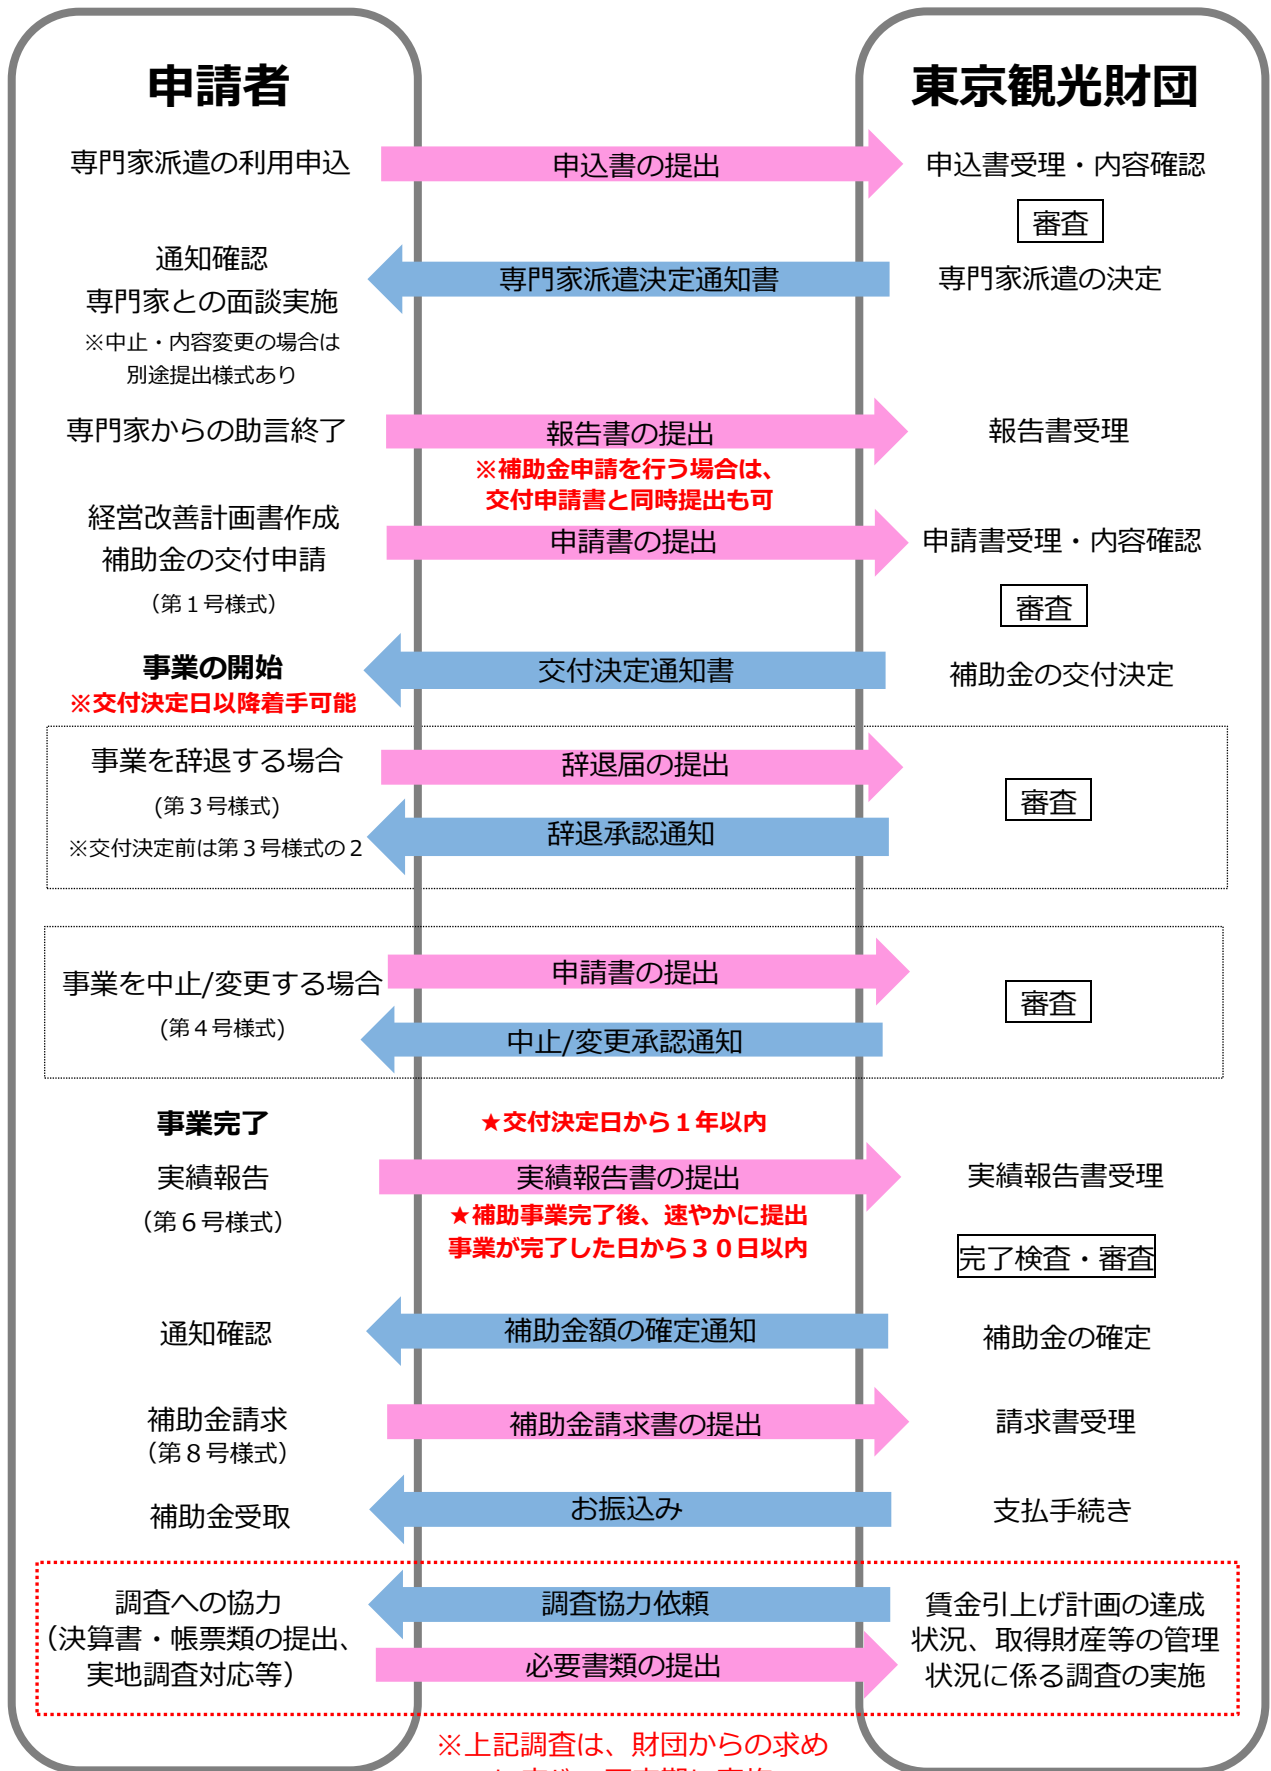 申請者
東京観光財団
専門家派遣の利用申込
申込書の提出
申込書受理・内容確認
審査
通知確認
専門家との面談実施
※中止・内容変更の場合は
別途提出様式あり
専門家派遣決定通知書
専門家派遣の決定
専門家からの助言終了
報告書の提出
報告書受理
※補助金申請を行う場合は、
交付申請書と同時提出も可
経営改善計画書作成
補助金の交付申請
（第１号様式）
申請書の提出
申請書受理・内容確認
審査
事業の開始
※交付決定日以降着手可能
交付決定通知書
補助金の交付決定
事業を辞退する場合
(第３号様式)
※交付決定前は第３号様式の２
辞退届の提出
辞退承認通知
審査
事業を中止/変更する場合
(第４号様式)
申請書の提出
中止/変更承認通知
審査
事業完了
★交付決定日から１年以内
実績報告
（第６号様式）
実績報告書の提出
★補助事業完了後、速やかに提出
事業が完了した日から３０日以内
実績報告書受理
完了検査・審査
通知確認
補助金額の確定通知
補助金の確定
補助金請求
（第８号様式）
補助金請求書の提出
請求書受理
補助金受取
お振込み
支払手続き
調査への協力
（決算書・帳票類の提出、
実地調査対応等）
調査協力依頼
必要書類の提出
賃金引上げ計画の達成
状況、取得財産等の管理
状況に係る調査の実施
※上記調査は、財団からの求め